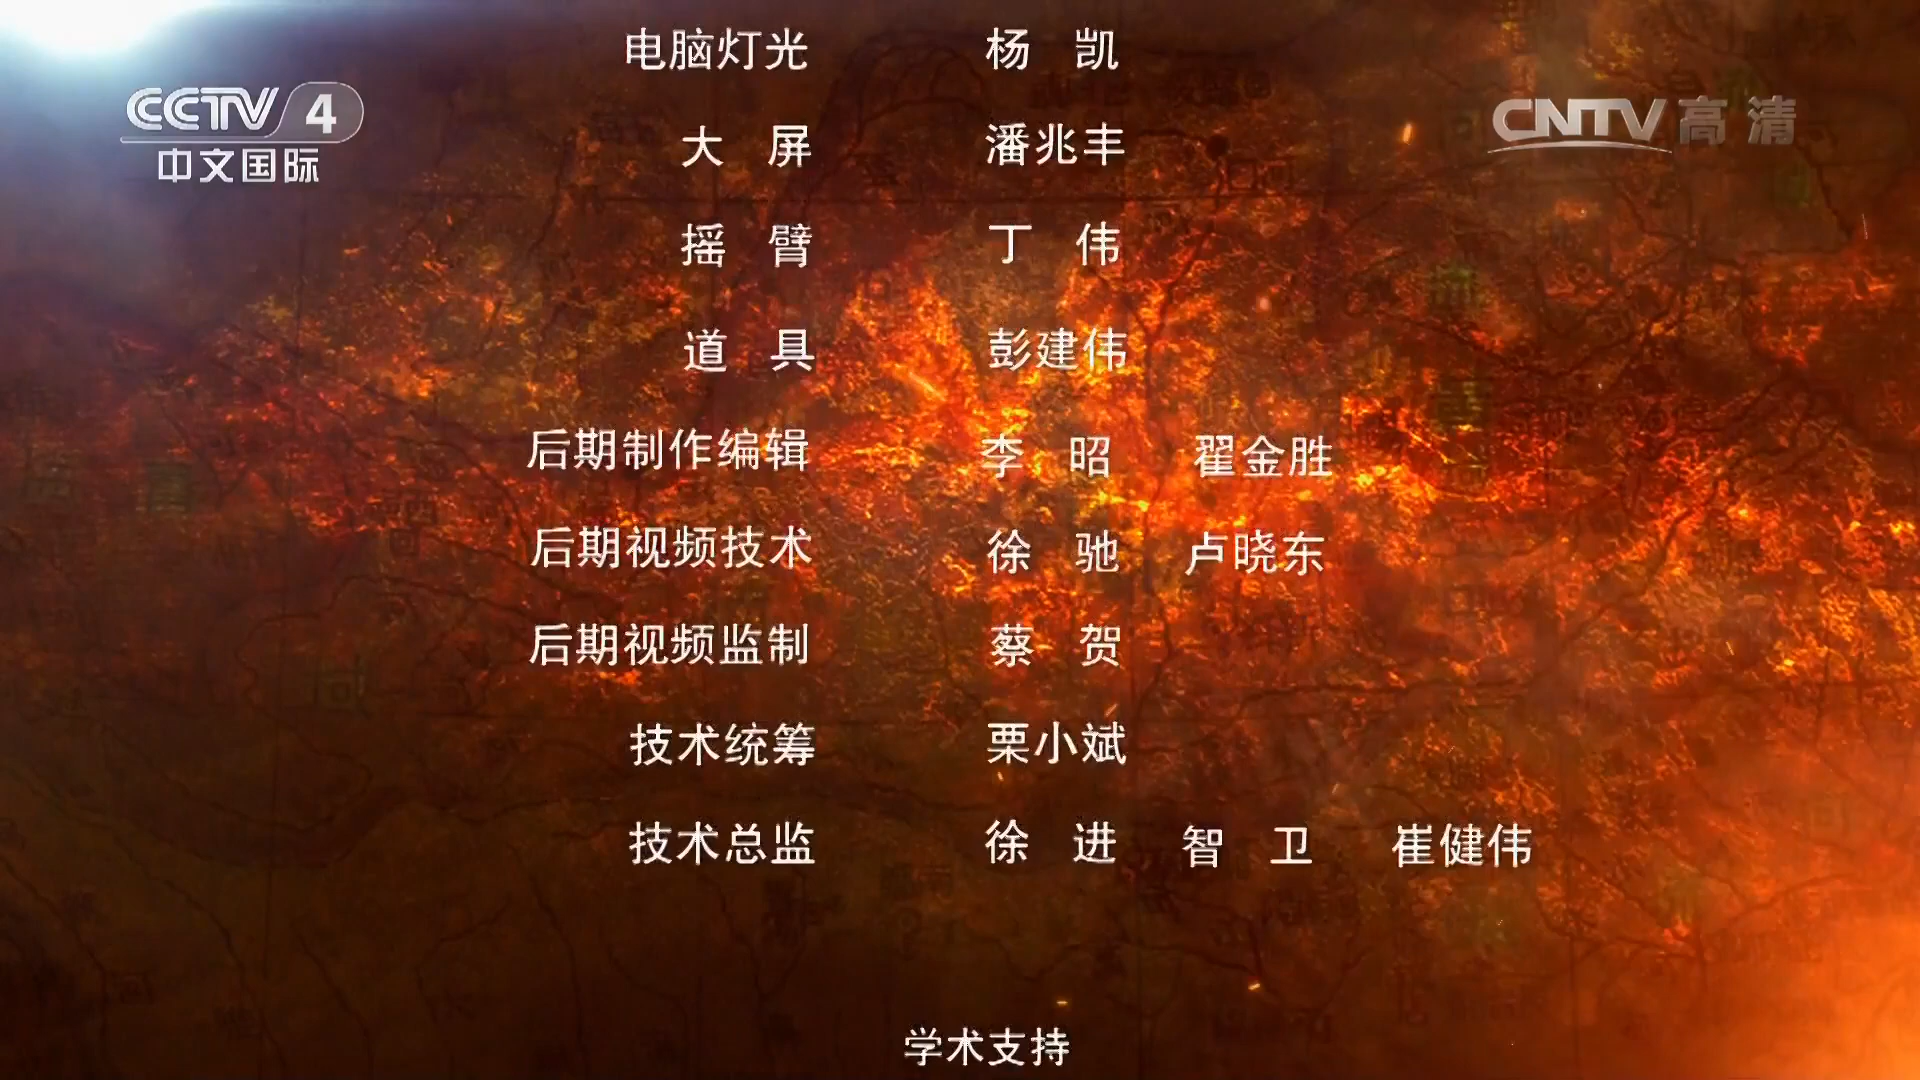 电脑灯光 杨 凯
CCTV 4
中文国际
CNTV 高清
大 屏 潘兆丰
摇 臂 丁 伟
道 具 彭建伟
后期制作编辑 李 昭 翟金胜
后期视频技术 徐 驰 卢晓东
后期视频监制 蔡 贺
技术统筹 栗小斌
技术总监 徐 进 智 卫 崔健伟
学术支持